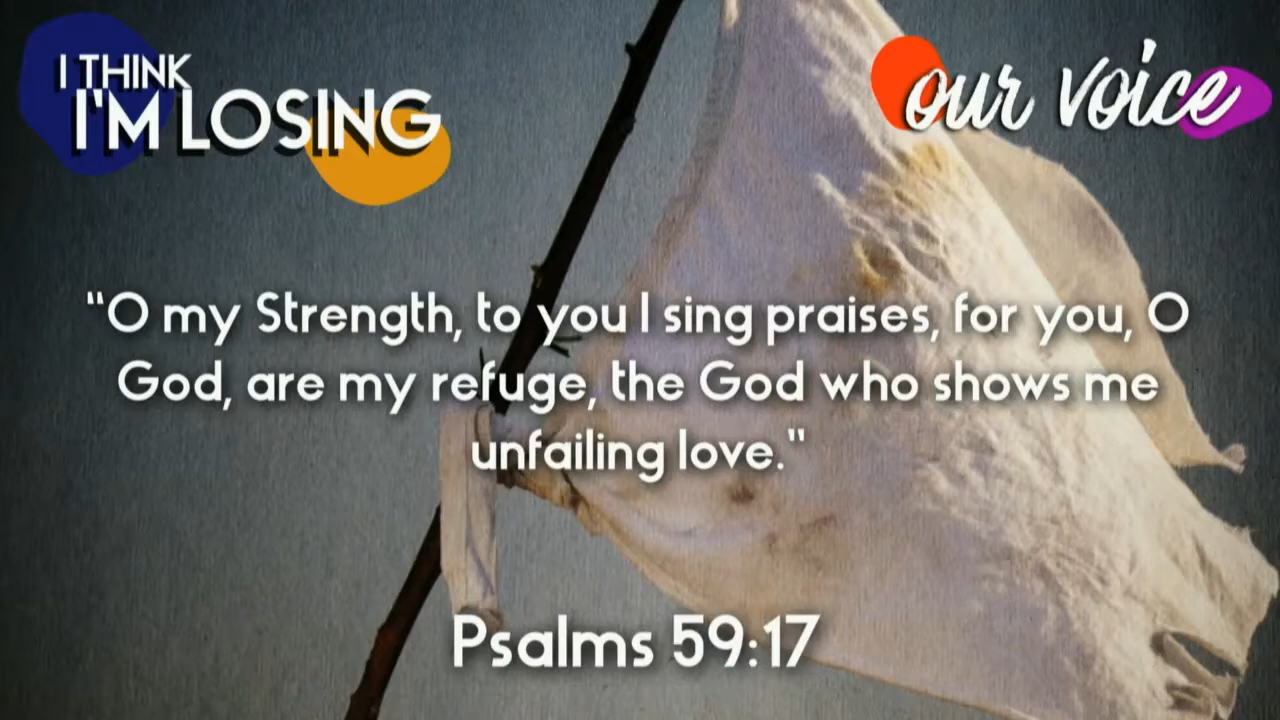 I THINK
I'M LOSING
our voice
"O my Strength, to you I sing praises, for you, O
God, are my refuge, the God who shows me
unfailing love."
Psalms 59:17